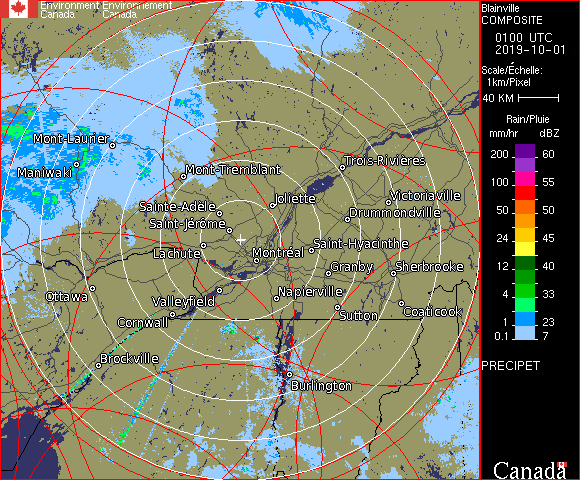 Environment Environnement
Canada Canada
Blainville
COMPOSITE
0100 UTC
2019-10-01
Scale/Échelle:
1km/Pixel
40 KM
Rain/Pluie
mm/hr dBZ
200 60
100 55
50 50
24 45
12 40
4 33
1 23
0.1 7
PRECIPET
Canada
Mont-Laurier
Maniwaki
Mont-Tremblant
Trois-Rivières
Sainte-Adèle
Joliette
Victoriaville
Drummondville
Saint-Jérôme
Lachute
Montréal
Saint-Hyacinthe
Granby
Sherbrooke
Ottawa
Valleyfield
Napierville
Sutton
Coaticook
Cornwall
Brockville
Burlington